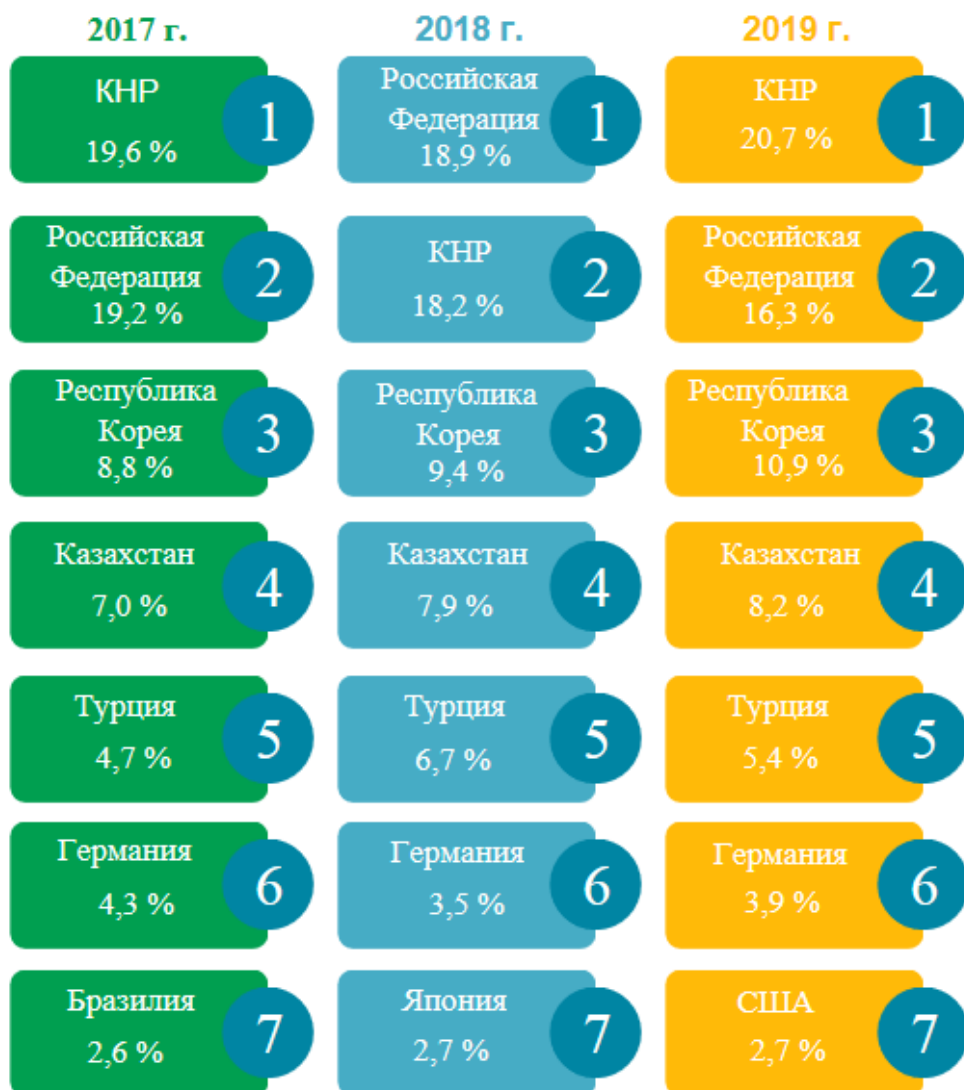 2017 г.
2018 г.
2019 г.
КНР
19,6 %
1
Российская
Федерация
18,9 %
1
КНР
20,7 %
1
Российская
Федерация
19,2 %
2
КНР
18,2 %
2
Российская
Федерация
16,3 %
2
Республика
Корея
8,8 %
3
Республика
Корея
9,4 %
3
Республика
Корея
10,9 %
3
Казахстан
7,0 %
4
Казахстан
7,9 %
4
Казахстан
8,2 %
4
Турция
4,7 %
5
Турция
6,7 %
5
Турция
5,4 %
5
Германия
4,3 %
6
Германия
3,5 %
6
Германия
3,9 %
6
Бразилия
2,6 %
7
Япония
2,7 %
7
США
2,7 %
7